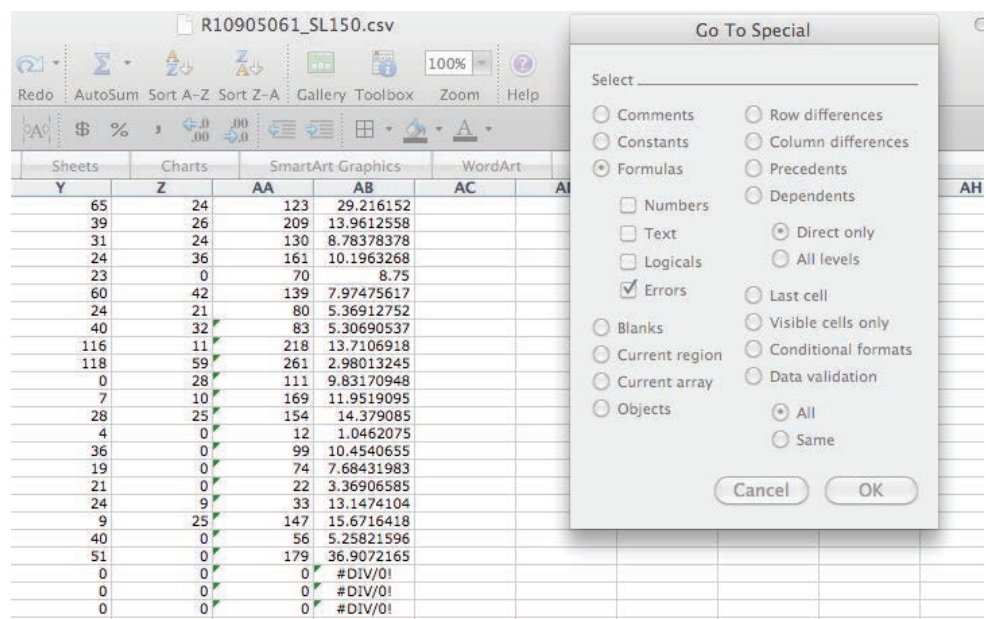 R10905061_SL150.csv
100%
Redo AutoSum Sort A-Z Sort Z-A Gallery Toolbox Zoom Help
$ % , .0 .00 .00 .0 A
Sheets Charts SmartArt Graphics WordArt
Y Z AA AB AC AH
65 24 123 29.216152
39 26 209 13.9612558
31 24 130 8.78378378
24 36 161 10.1963268
23 0 70 8.75
60 42 139 7.97475617
24 21 80 5.36912752
40 32 83 5.30690537
116 11 218 13.7106918
118 59 261 2.98013245
0 28 111 9.83170948
7 10 169 11.9519095
28 25 154 14.379085
4 0 12 1.0462075
36 0 99 10.4540655
19 0 74 7.68431983
21 0 22 3.36906585
24 9 33 13.1474104
9 25 147 15.6716418
40 0 56 5.25821596
51 0 179 36.9072165
0 0 0 #DIV/0!
0 0 0 #DIV/0!
0 0 0 #DIV/0!
Go To Special
Select
Comments
Constants
Formulas
Numbers
Text
Logicals
Errors
Blanks
Current region
Current array
Objects
Row differences
Column differences
Precedents
Dependents
Direct only
All levels
Last cell
Visible cells only
Conditional formats
Data validation
All
Same
Cancel OK